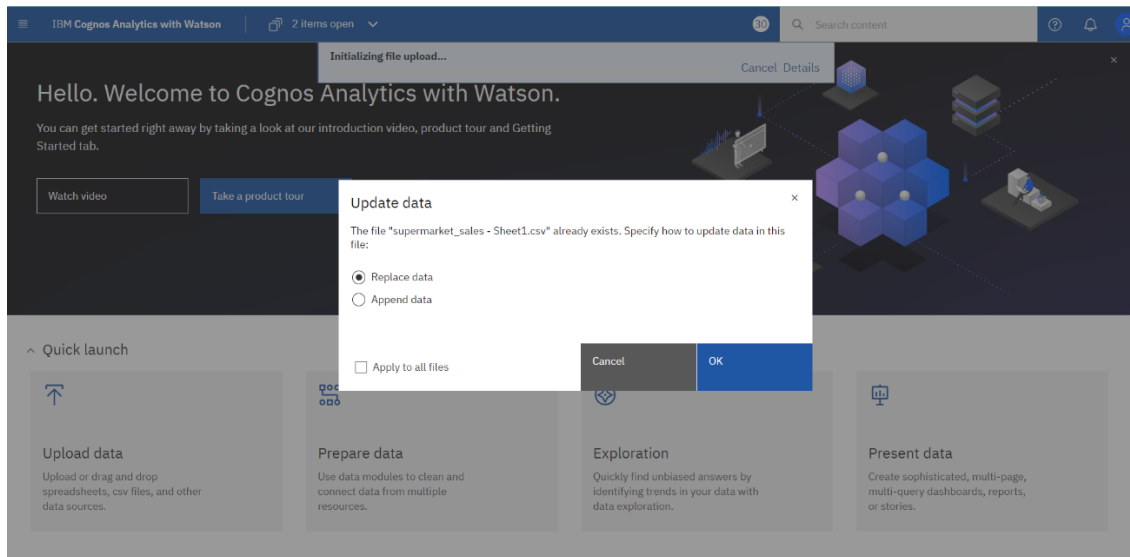 IBM Cognos Analytics with Watson
2 items open
30
Search content
Initializing file upload...
Cancel Details
Hello. Welcome to Cognos Analytics with Watson.
You can get started right away by taking a look at our introduction video, product tour and Getting
Started tab.
Watch video
Take a product tour
Update data
The file "supermarket_sales - Sheet1.csv" already exists. Specify how to update data in this
file:
Replace data
Append data
Apply to all files
Cancel
OK
Quick launch
Upload data
Upload or drag and drop
spreadsheets, csv files, and other
data sources.
Prepare data
Use data modules to clean and
connect data from multiple
resources.
Exploration
Quickly find unbiased answers by
identifying trends in your data with
data exploration.
Present data
Create sophisticated, multi-page,
multi-query dashboards, reports,
or stories.